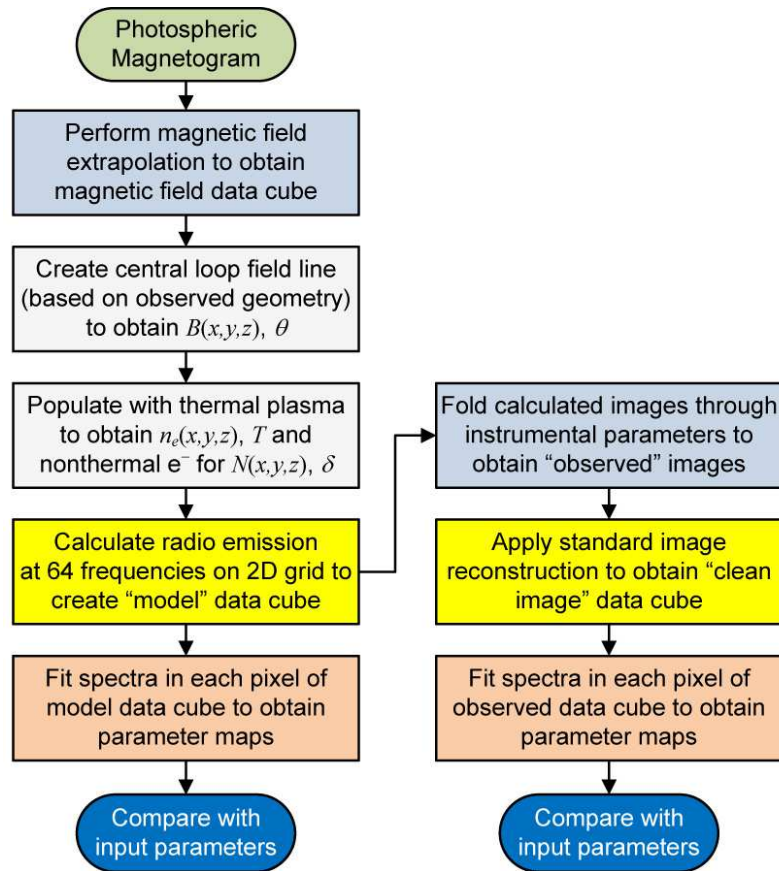 Photospheric
Magnetogram
Perform magnetic field
extrapolation to obtain
magnetic field data cube
Create central loop field line
(based on observed geometry)
to obtain B(x,y,z), θ
Populate with thermal plasma
to obtain nₑ(x,y,z), T and
nonthermal e⁻ for N(x,y,z), δ
Calculate radio emission
at 64 frequencies on 2D grid to
create “model” data cube
Fit spectra in each pixel of
model data cube to obtain
parameter maps
Compare with
input parameters
Fold calculated images through
instrumental parameters to
obtain “observed” images
Apply standard image
reconstruction to obtain “clean
image” data cube
Fit spectra in each pixel of
observed data cube to obtain
parameter maps
Compare with
input parameters